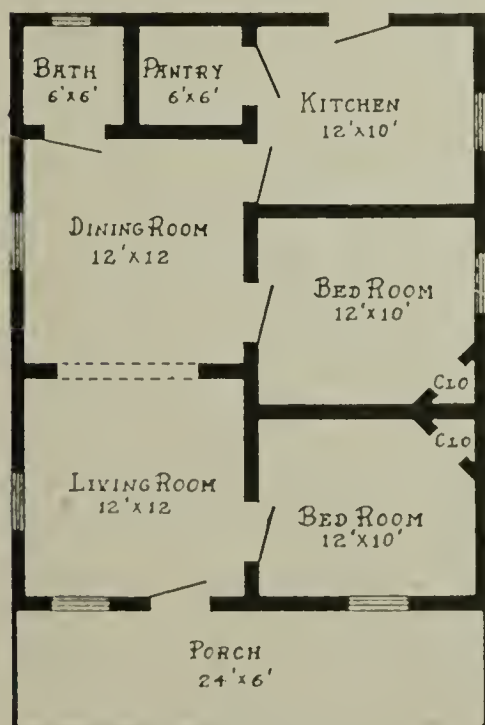 BATH
6'x6'
PANTRY
6'x6'
KITCHEN
12'x10'
DINING ROOM
12'x12
BED ROOM
12'x10'
CLO
CLO
LIVING ROOM
12'x12
BED ROOM
12'x10'
PORCH
24'x6'